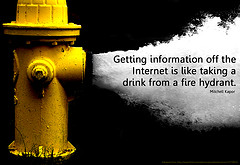 Getting information off the
Internet is like taking a
drink from a fire hydrant.
Mitchell Kapor